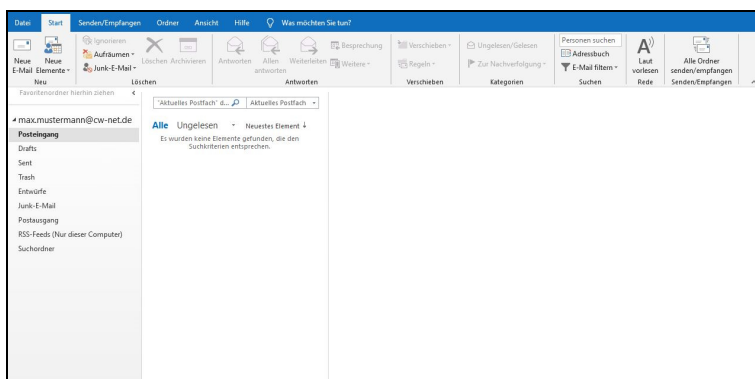 Datei Start Senden/Empfangen Ordner Ansicht Hilfe Was möchten Sie tun?
Neue E-Mail
Neue Elemente
Neu
Ignorieren
Aufräumen
Junk-E-Mail
Löschen Archivieren
Löschen
Antworten
Allen antworten
Weiterleiten
Besprechung
Weitere
Antworten
Verschieben
Regeln
Verschieben
Ungelesen/Gelesen
Zur Nachverfolgung
Kategorien
Personen suchen
Adressbuch
E-Mail filtern
Suchen
Laut vorlesen
Rede
Alle Ordner senden/empfangen
Senden/Empfangen
Favoritenordner hierhin ziehen
max.mustermann@cw-net.de
Posteingang
Drafts
Sent
Trash
Entwürfe
Junk-E-Mail
Postausgang
RSS-Feeds (Nur dieser Computer)
Suchordner
"Aktuelles Postfach" d... Aktuelles Postfach
Alle Ungelesen Neuestes Element
Es wurden keine Elemente gefunden, die den
Suchkriterien entsprechen.